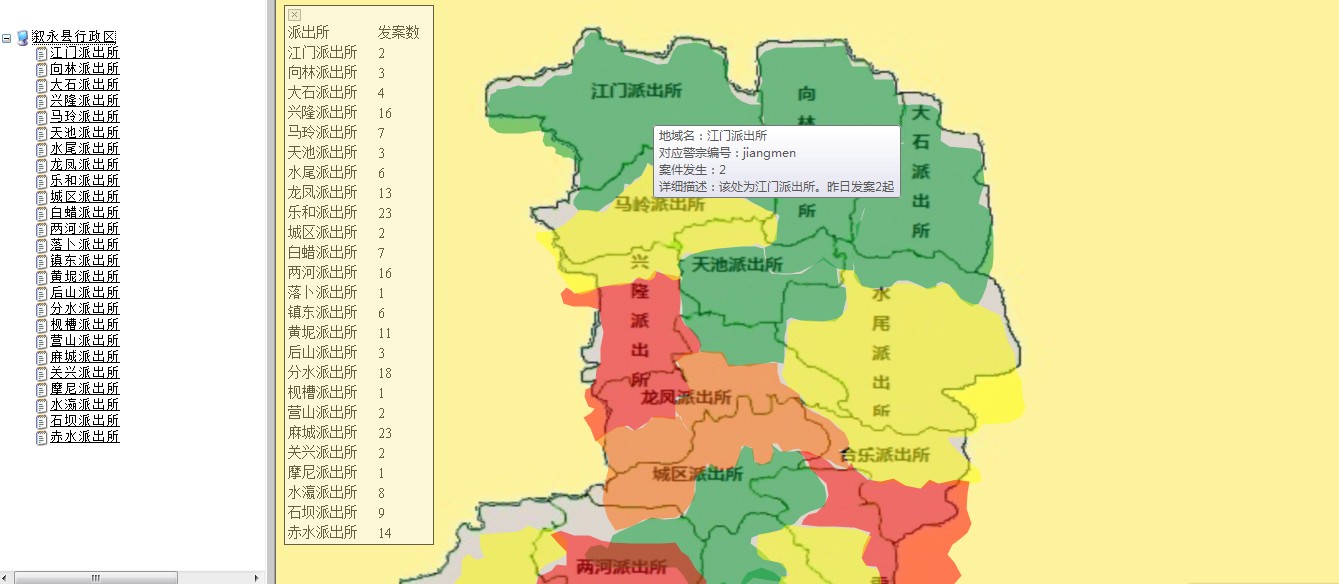 叙永县行政区
江门派出所
向林派出所
大石派出所
兴隆派出所
马玲派出所
天池派出所
水尾派出所
龙凤派出所
乐和派出所
城区派出所
白蜡派出所
两河派出所
落卜派出所
镇东派出所
黄坭派出所
后山派出所
分水派出所
枧槽派出所
营山派出所
麻城派出所
关兴派出所
摩尼派出所
水潦派出所
石坝派出所
赤水派出所
派出所 发案数
江门派出所 2
向林派出所 3
大石派出所 4
兴隆派出所 16
马玲派出所 7
天池派出所 3
水尾派出所 6
龙凤派出所 13
乐和派出所 23
城区派出所 2
白蜡派出所 7
两河派出所 16
落卜派出所 1
镇东派出所 6
黄坭派出所 11
后山派出所 3
分水派出所 18
枧槽派出所 1
营山派出所 2
麻城派出所 23
关兴派出所 2
摩尼派出所 1
水潦派出所 8
石坝派出所 9
赤水派出所 14
江门派出所
向林
所
大石派出所
地域名：江门派出所
对应警宗编号：jiangmen
案件发生：2
详细描述：该处为江门派出所。昨日发案2起
马岭派出所
兴隆派出所
天池派出所
水尾派出所
龙凤派出所
合乐派出所
城区派出所
两河派出所